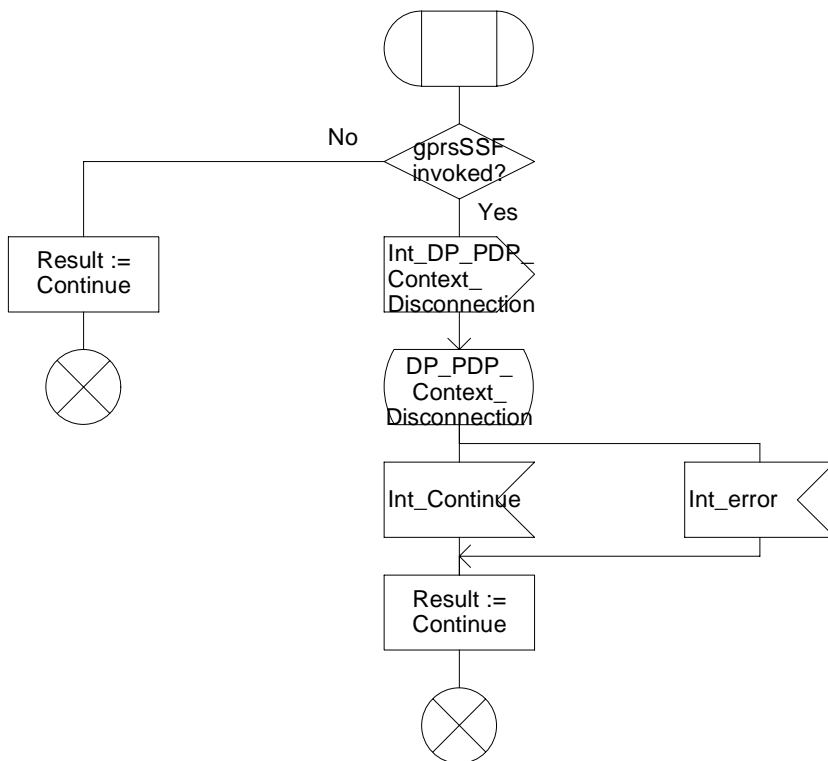 No
gprsSSF
invoked?
Yes
Result :=
Continue
Int_DP_PDP_
Context_
Disconnection
DP_PDP_
Context_
Disconnection
Int_Continue
Int_error
Result :=
Continue